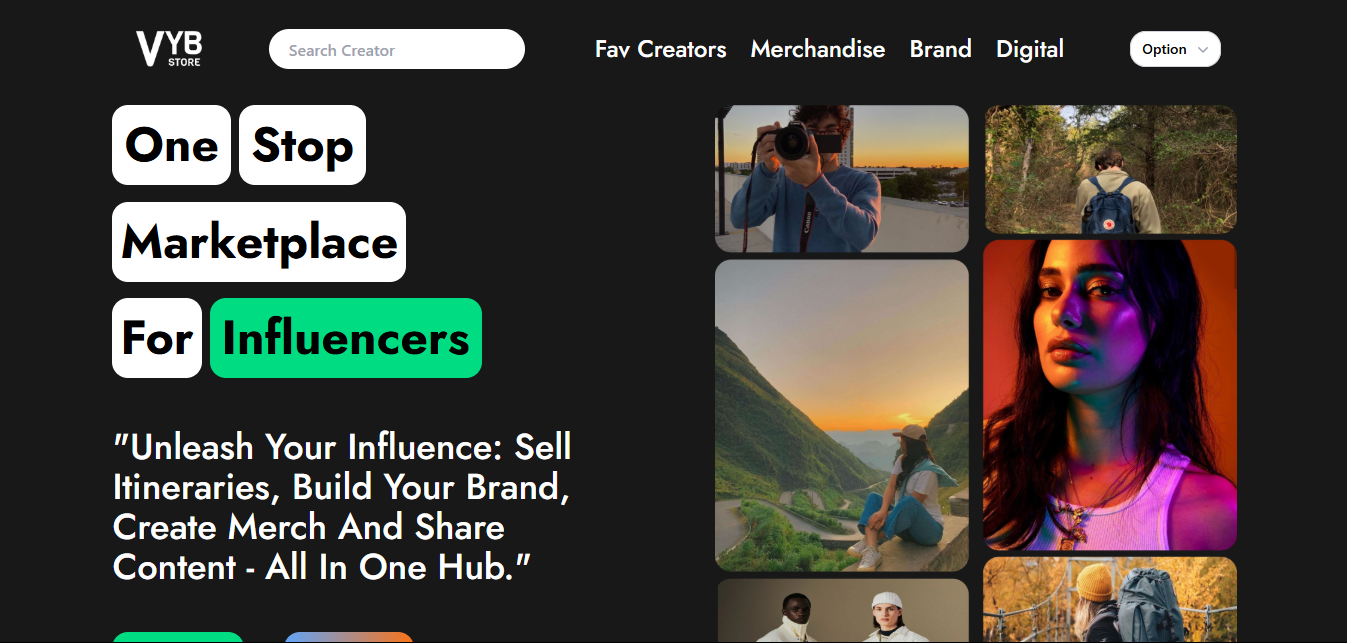 VYB
STORE
Search Creator
Fav Creators Merchandise Brand Digital
Option
One Stop
Marketplace
For Influencers
"Unleash Your Influence: Sell
Itineraries, Build Your Brand,
Create Merch And Share
Content - All In One Hub."
Canon